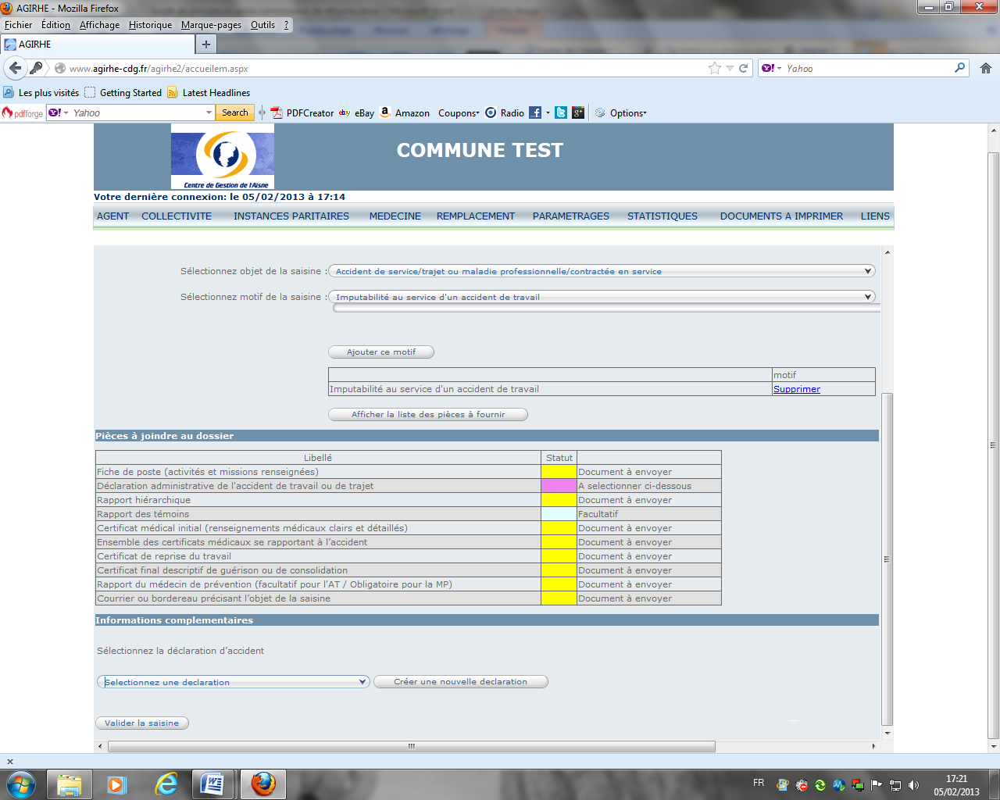 AGIRHE - Mozilla Firefox
Fichier Édition Affichage Historique Marque-pages Outils ?
AGIRHE
www.agirhe-cdg.fr/agirhe2/accueilem.aspx
Yahoo
Les plus visités Getting Started Latest Headlines
pdfforge Yahoo Search PDFCreator eBay Amazon Coupons Radio Options
COMMUNE TEST
Centre de Gestion de l'Aisne
Votre dernière connexion: le 05/02/2013 à 17:14
AGENT COLLECTIVITE INSTANCES PARITAIRES MEDECINE REMPLACEMENT PARAMETRAGES STATISTIQUES DOCUMENTS A IMPRIMER LIENS
Sélectionnez objet de la saisine : Accident de service/trajet ou maladie professionnelle/contractée en service
Sélectionnez motif de la saisine : Imputabilité au service d'un accident de travail
Ajouter ce motif
motif
Imputabilité au service d'un accident de travail Supprimer
Afficher la liste des pièces à fournir
Pièces à joindre au dossier
Libellé Statut
Fiche de poste (activités et missions renseignées) Document à envoyer
Déclaration administrative de l'accident de travail ou de trajet A selectionner ci-dessous
Rapport hiérarchique Document à envoyer
Rapport des témoins Facultatif
Certificat médical initial (renseignements médicaux clairs et détaillés) Document à envoyer
Ensemble des certificats médicaux se rapportant à l’accident Document à envoyer
Certificat de reprise du travail Document à envoyer
Certificat final descriptif de guérison ou de consolidation Document à envoyer
Rapport du médecin de prévention (facultatif pour l'AT / Obligatoire pour la MP) Document à envoyer
Courrier ou bordereau précisant l’objet de la saisine Document à envoyer
Informations complementaires
Sélectionnez la déclaration d’accident
Selectionnez une declaration Créer une nouvelle declaration
Valider la saisine
x
FR 17:21
05/02/2013